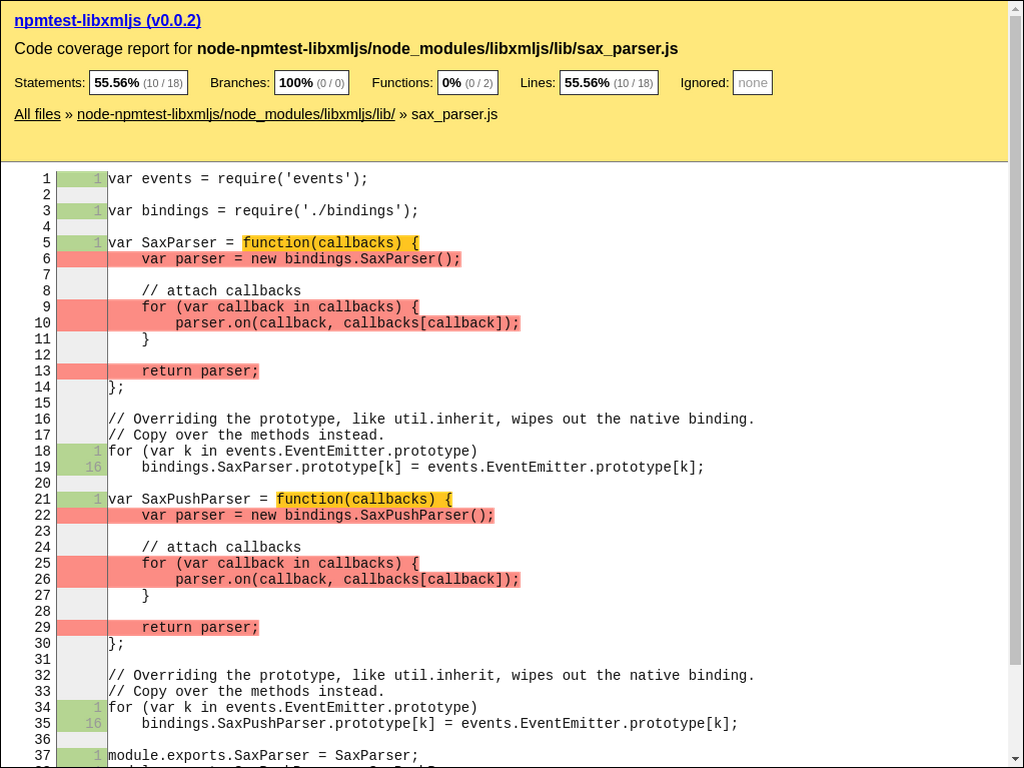 npmtest-libxmljs (v0.0.2)
Code coverage report for node-npmtest-libxmljs/node_modules/libxmljs/lib/sax_parser.js
Statements: 55.56% (10 / 18) Branches: 100% (0 / 0) Functions: 0% (0 / 2) Lines: 55.56% (10 / 18) Ignored: none
All files » node-npmtest-libxmljs/node_modules/libxmljs/lib/ » sax_parser.js
1 1 var events = require('events');
2
3 1 var bindings = require('./bindings');
4
5 1 var SaxParser = function(callbacks) {
6     var parser = new bindings.SaxParser();
7
8     // attach callbacks
9     for (var callback in callbacks) {
10         parser.on(callback, callbacks[callback]);
11     }
12
13     return parser;
14 };
15
16 // Overriding the prototype, like util.inherit, wipes out the native binding.
17 // Copy over the methods instead.
18 1 for (var k in events.EventEmitter.prototype)
19 16     bindings.SaxParser.prototype[k] = events.EventEmitter.prototype[k];
20
21 1 var SaxPushParser = function(callbacks) {
22     var parser = new bindings.SaxPushParser();
23
24     // attach callbacks
25     for (var callback in callbacks) {
26         parser.on(callback, callbacks[callback]);
27     }
28
29     return parser;
30 };
31
32 // Overriding the prototype, like util.inherit, wipes out the native binding.
33 // Copy over the methods instead.
34 1 for (var k in events.EventEmitter.prototype)
35 16     bindings.SaxPushParser.prototype[k] = events.EventEmitter.prototype[k];
36
37 1 module.exports.SaxParser = SaxParser;